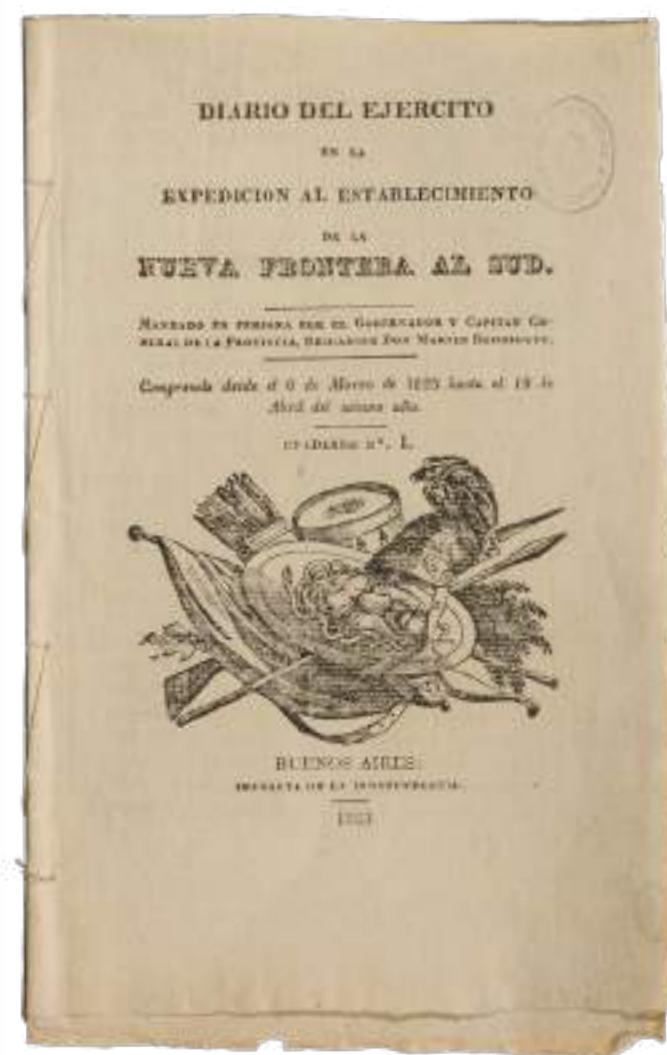 DIARIO DEL EJERCITO
EN LA
EXPEDICION AL ESTABLECIMIENTO
DE LA
NUEVA FRONTERA AL SUD.
MANDADO EN PERSONA POR EL GOBERNADOR Y CAPITAN GE-
NERAL DE LA PROVINCIA, BRIGADIER DON MARTIN RODRIGUEZ.
Comprende desde el 6 de Marzo de 1823 hasta el 19 de
Abril del mismo año.
CUADERNO Nº. I.
BUENOS AIRES:
IMPRENTA DE LA INDEPENDENCIA.
1823